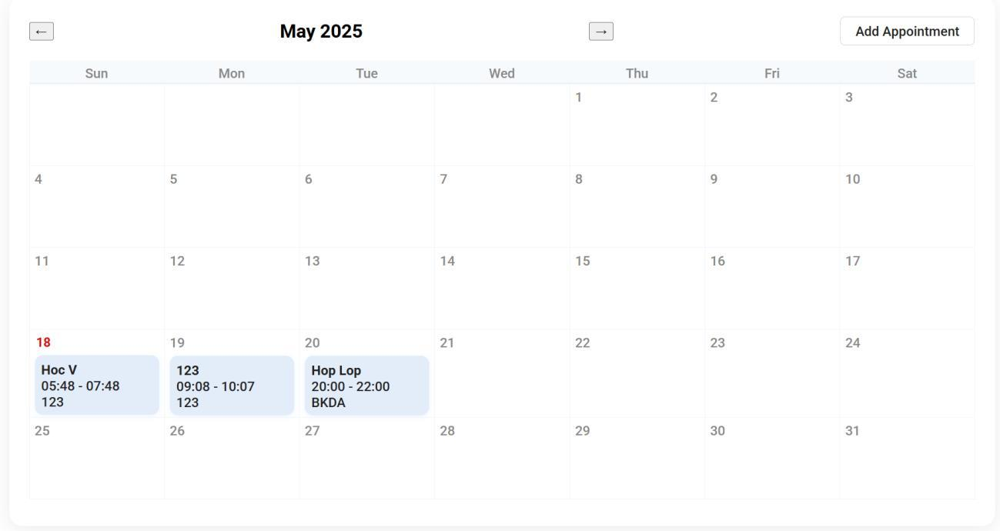 ← May 2025 → Add Appointment
Sun Mon Tue Wed Thu Fri Sat
1 2 3
4 5 6 7 8 9 10
11 12 13 14 15 16 17
18 19 20 21 22 23 24
Hoc V
05:48 - 07:48
123
123
09:08 - 10:07
123
Hop Lop
20:00 - 22:00
BKDA
25 26 27 28 29 30 31